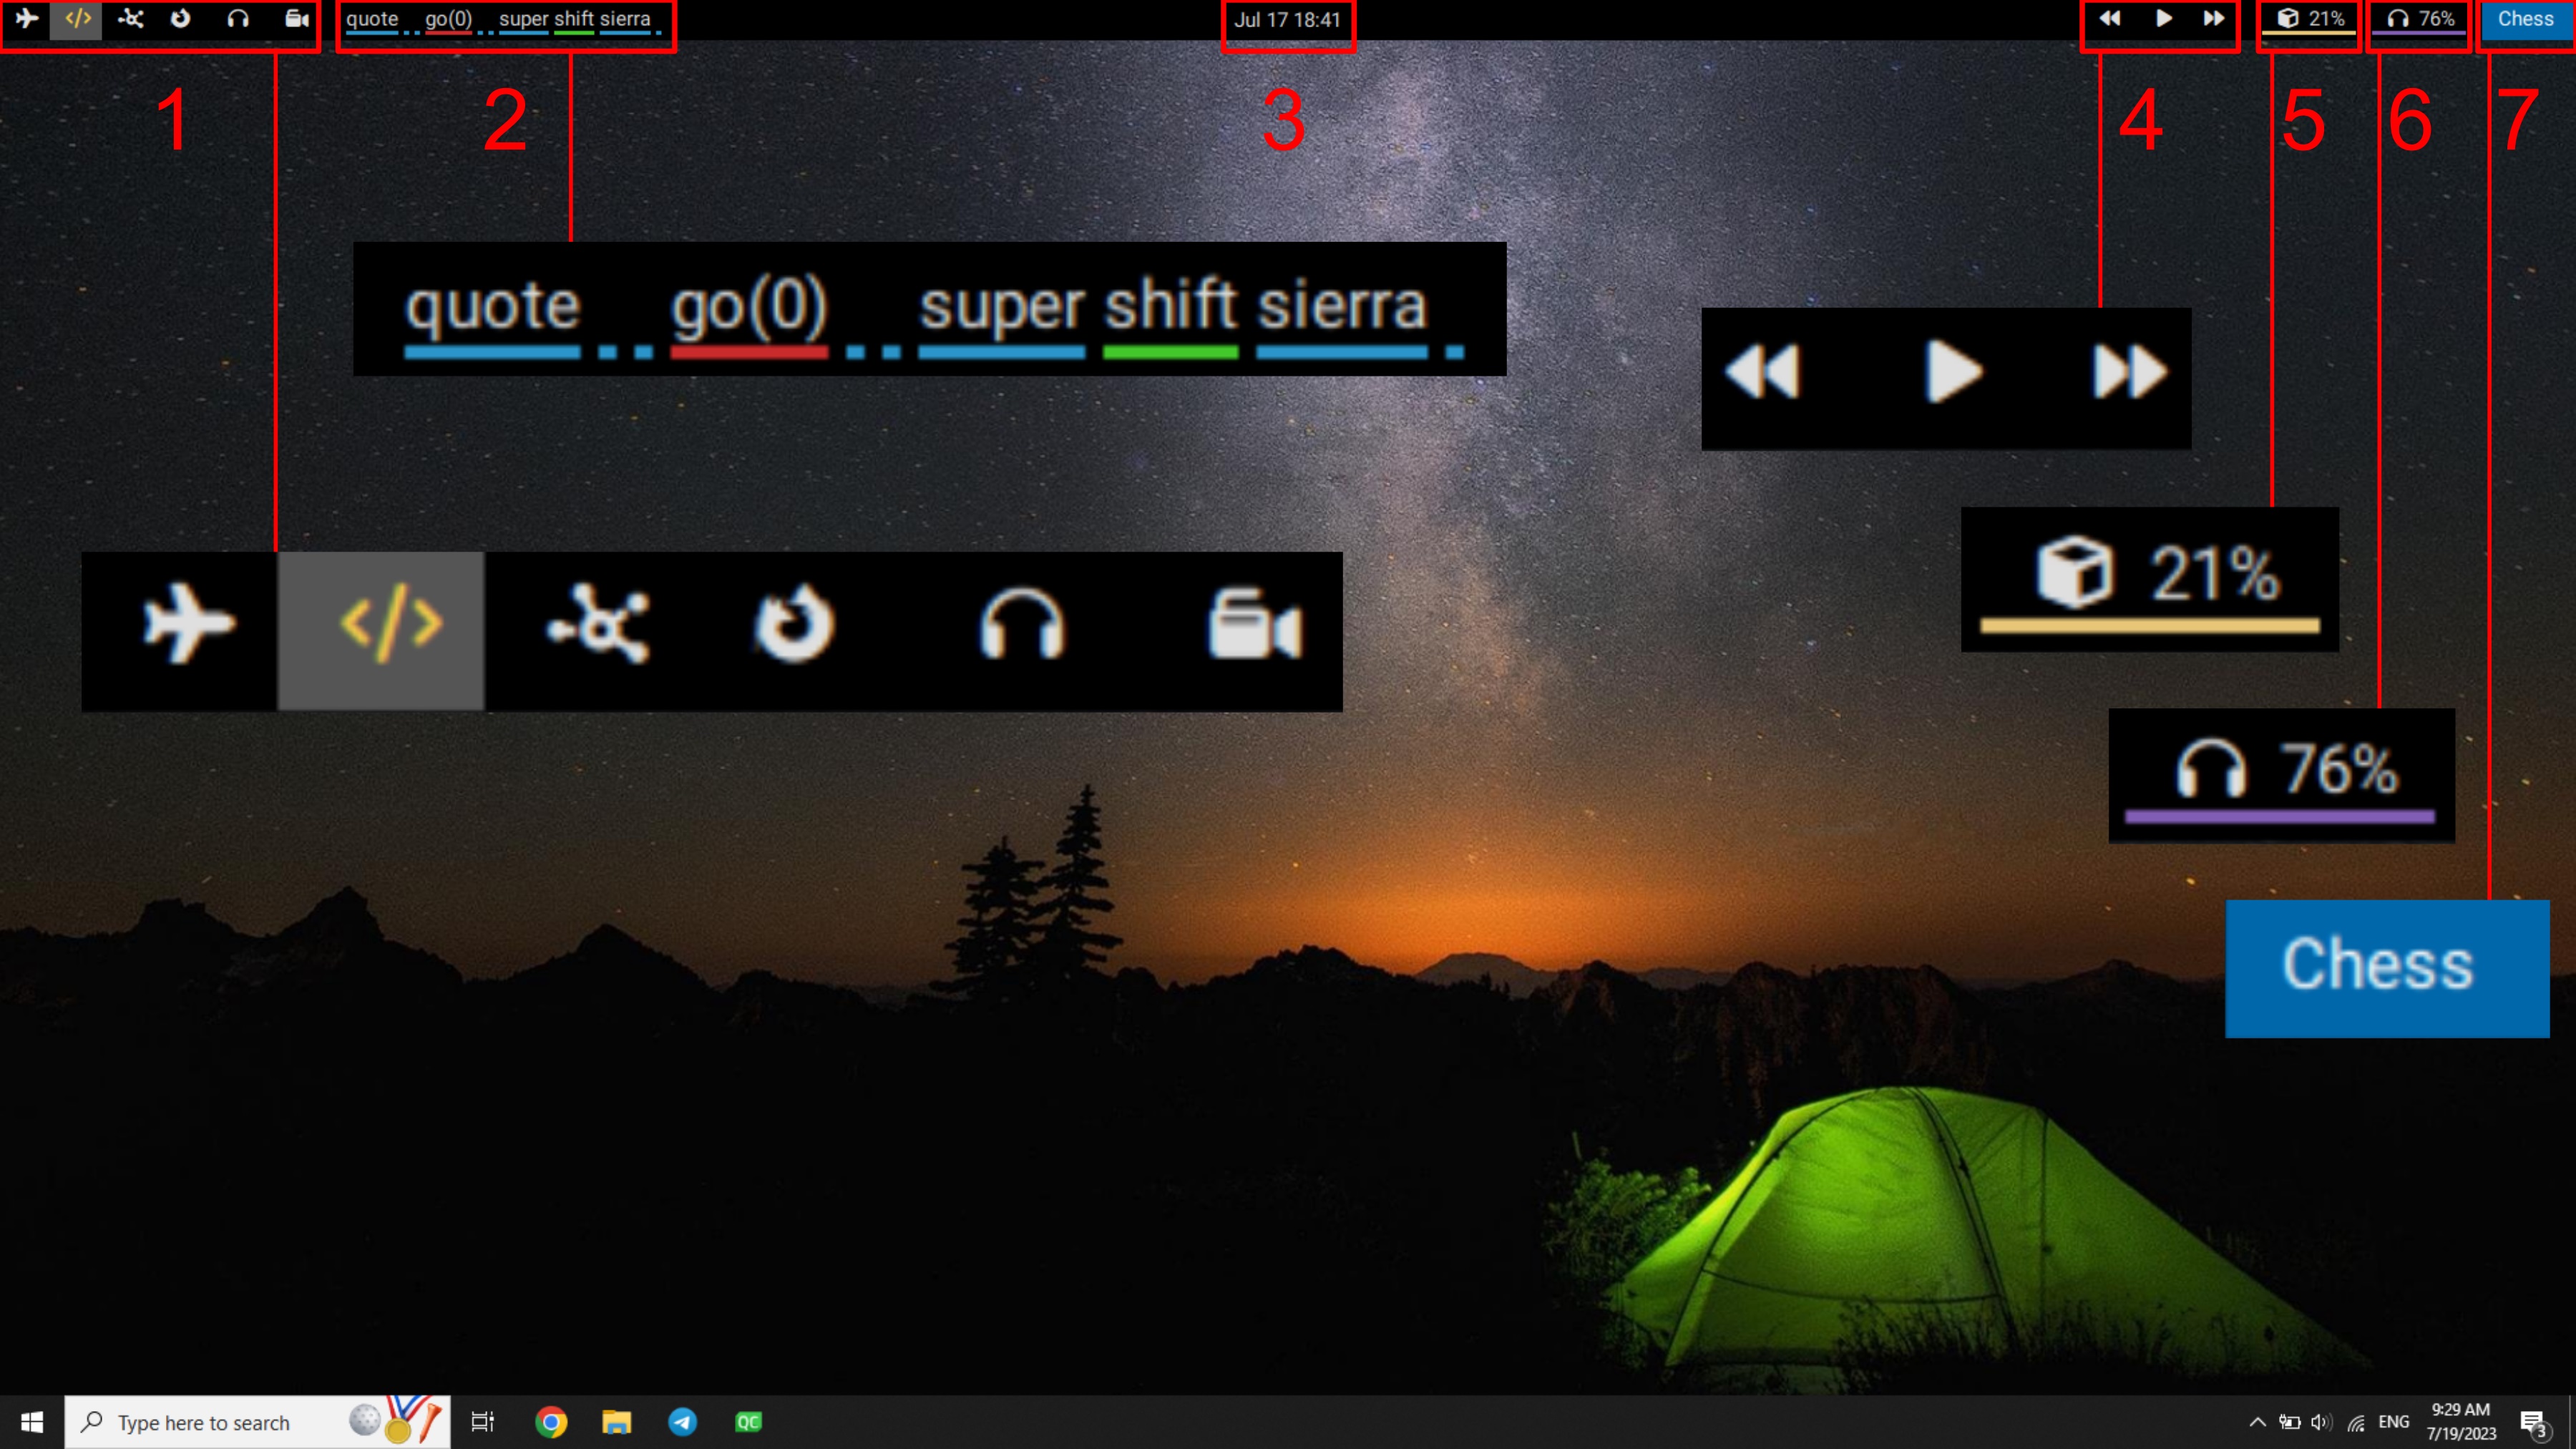 quote go(0) super shift sierra
Jul 17 18:41
21%
76%
Chess
1
2
3
4
5
6
7
quote go(0) super shift sierra
21%
76%
Chess
Type here to search
QC
ENG
9:29 AM
7/19/2023
3